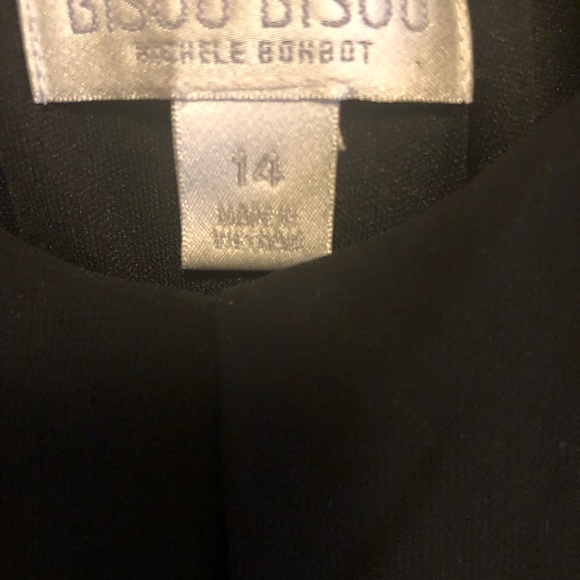 BISOU BISOU
MICHELE BOHBOT
14
MADE IN
VIETNAM